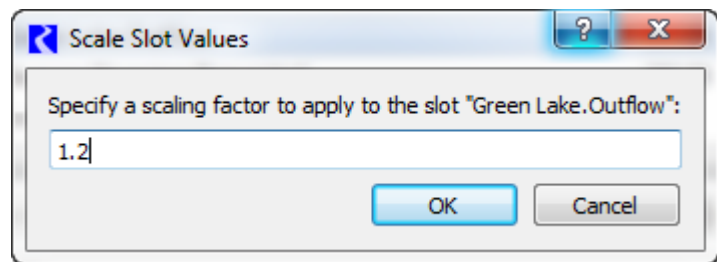 Scale Slot Values
?
X
Specify a scaling factor to apply to the slot "Green Lake.Outflow":
1.2
OK Cancel